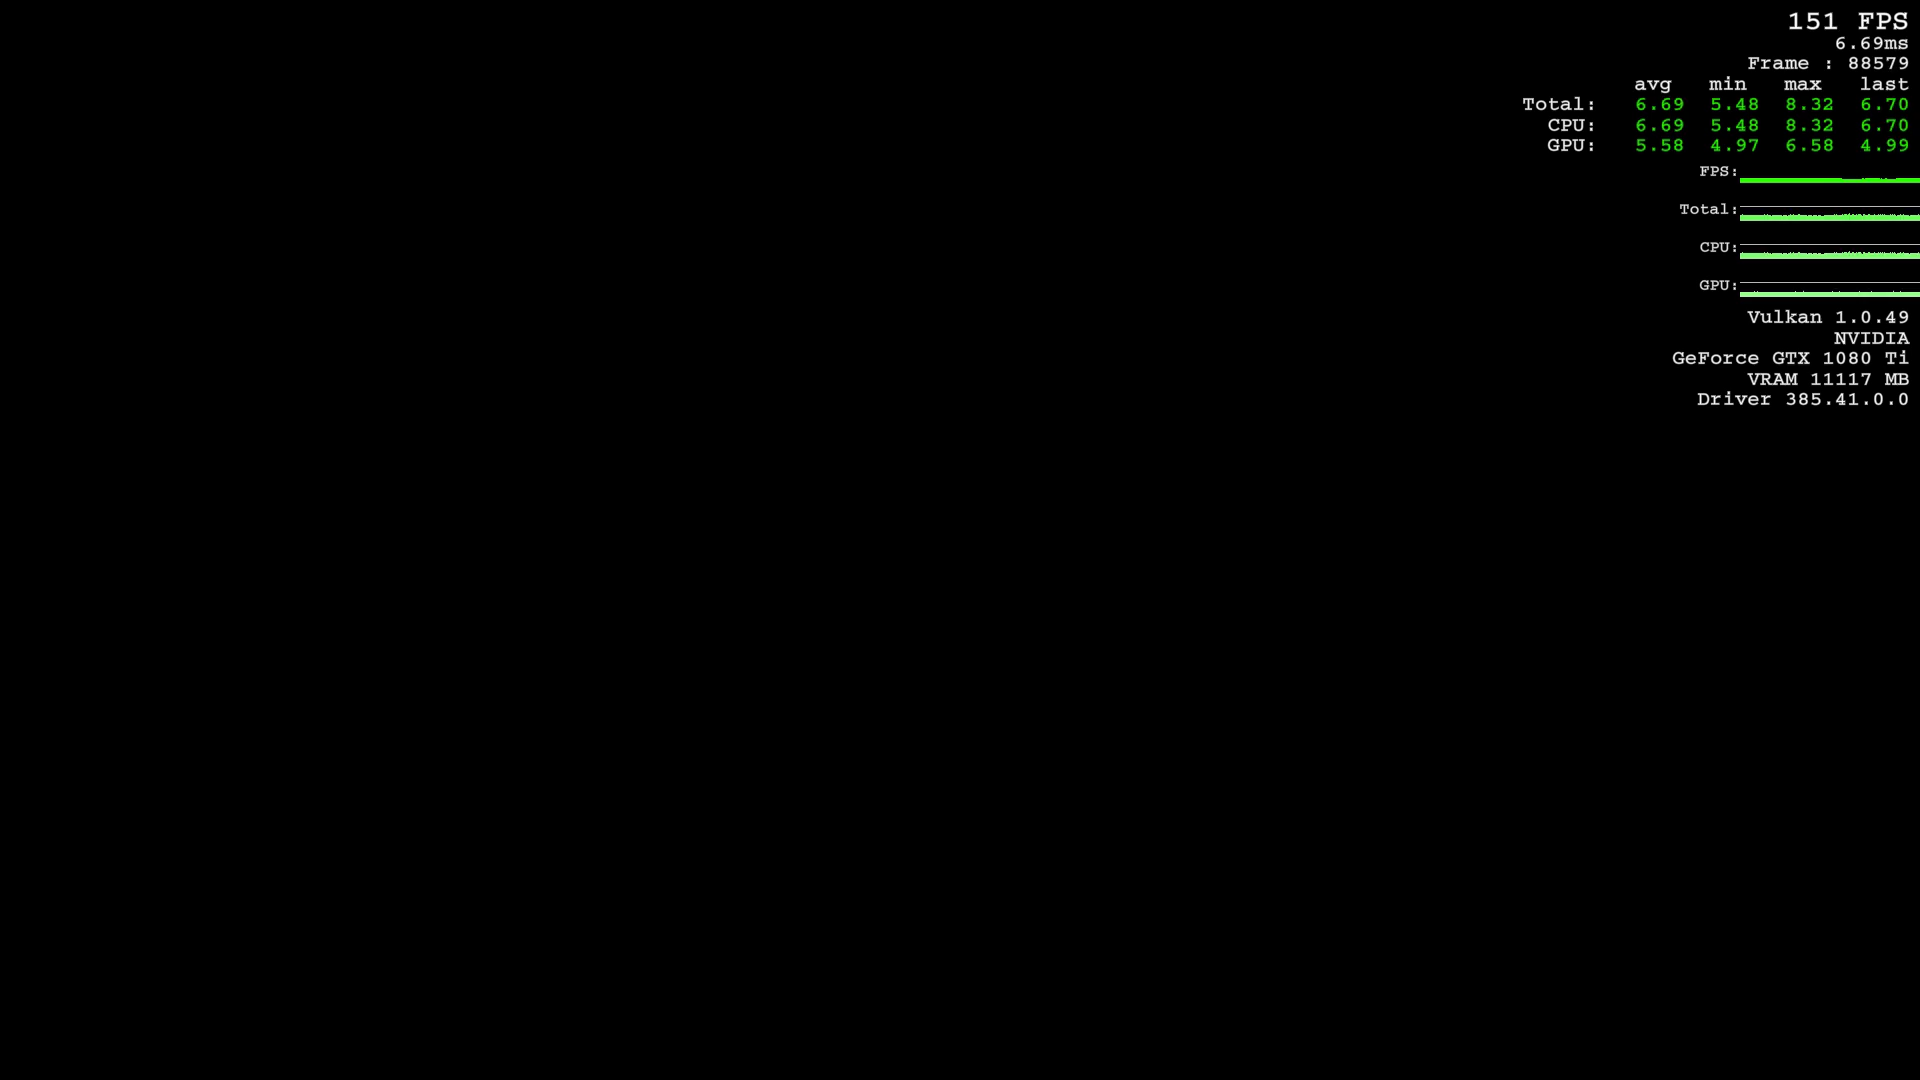 151 FPS
6.69ms
Frame : 88579
avg min max last
Total: 6.69 5.48 8.32 6.70
CPU: 6.69 5.48 8.32 6.70
GPU: 5.58 4.97 6.58 4.99
FPS:
Total:
CPU:
GPU:
Vulkan 1.0.49
NVIDIA
GeForce GTX 1080 Ti
VRAM 11117 MB
Driver 385.41.0.0